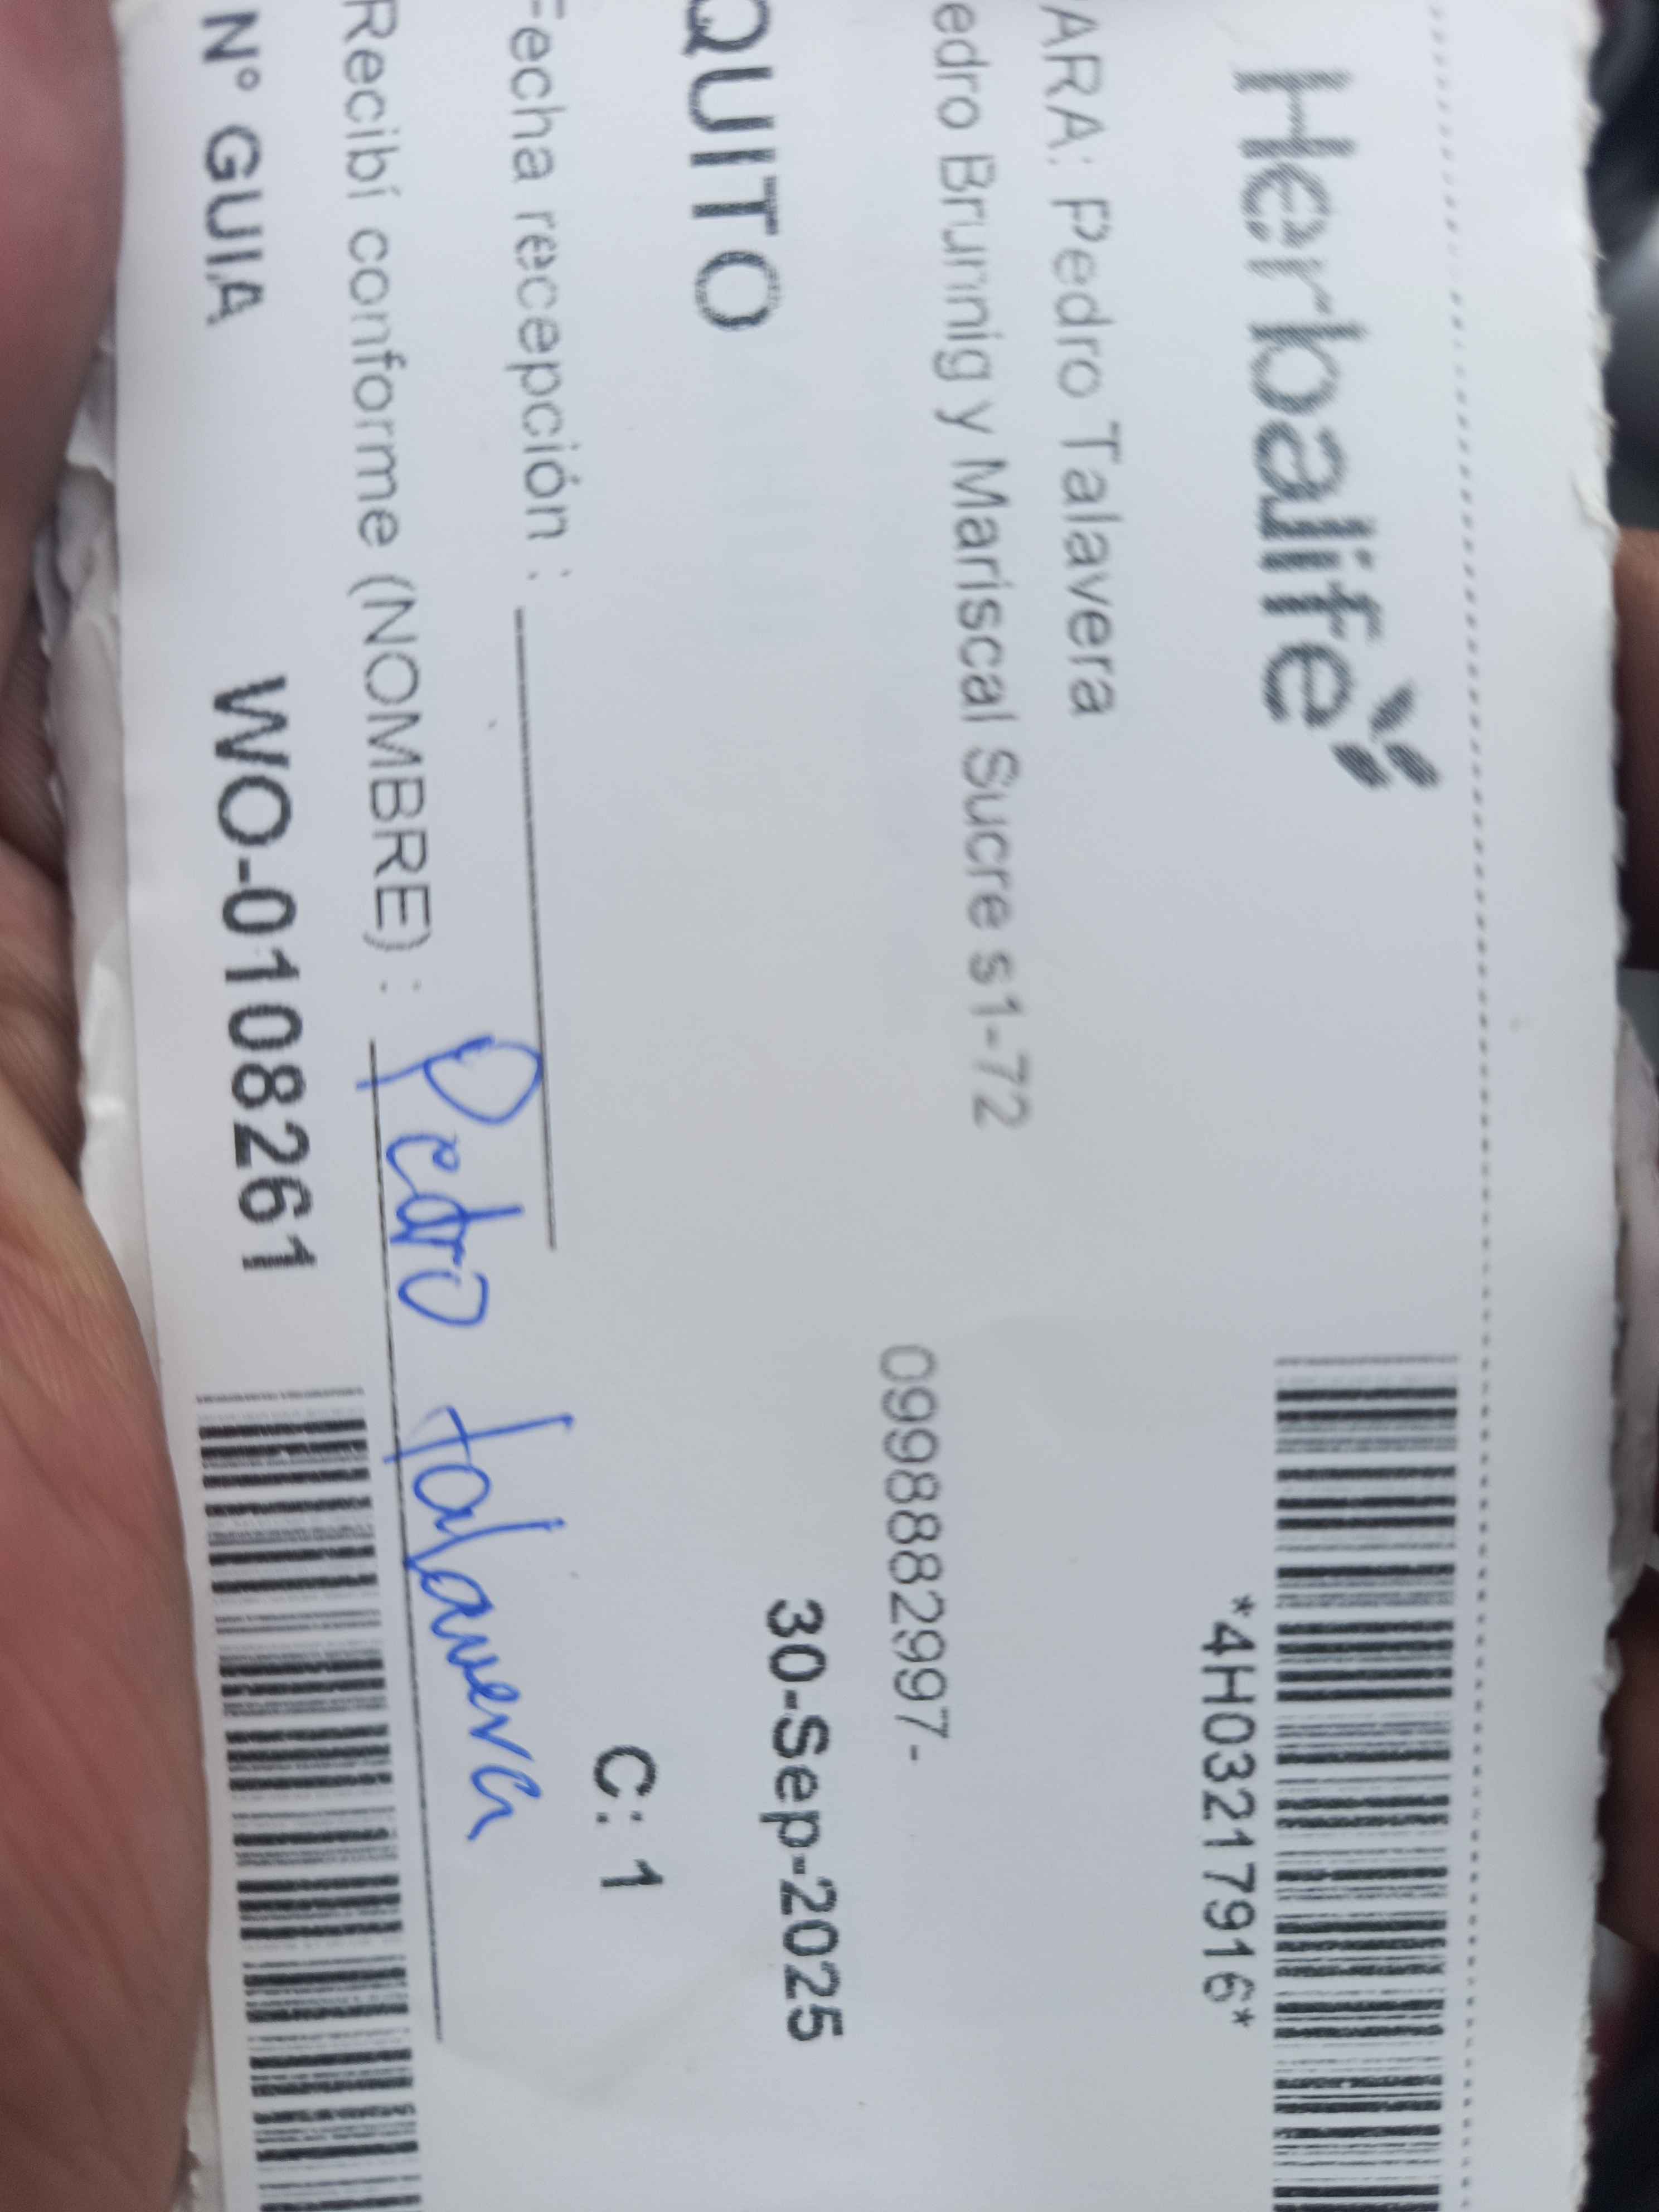 Herbalife
*4H03217916*
ARA: Pedro Talavera
edro Brunnig y Mariscal Sucre s1-72
0998882997-
30-Sep-2025
QUITO
C: 1
Fecha recepción :
Recibí conforme (NOMBRE) : Pedro Talavera
N° GUIA WO-0108261